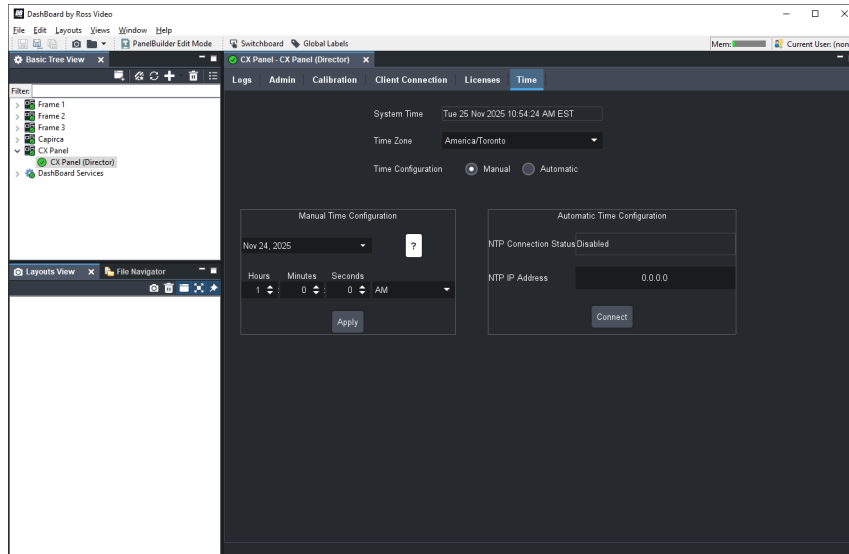 DashBoard by Ross Video
File Edit Layouts Views Window Help
PanelBuilder Edit Mode Switchboard Global Labels Mem: Current User: (non
Basic Tree View
Filter:
Frame 1
Frame 2
Frame 3
Capirca
CX Panel
CX Panel (Director)
DashBoard Services
Layouts View File Navigator
CX Panel - CX Panel (Director)
Logs Admin Calibration Client Connection Licenses Time
System Time Tue 25 Nov 2025 10:54:24 AM EST
Time Zone America/Toronto
Time Configuration Manual Automatic
Manual Time Configuration
Nov 24, 2025 ?
Hours Minutes Seconds
1 : 0 : 0 AM
Apply
Automatic Time Configuration
NTP Connection Status Disabled
NTP IP Address 0.0.0.0
Connect